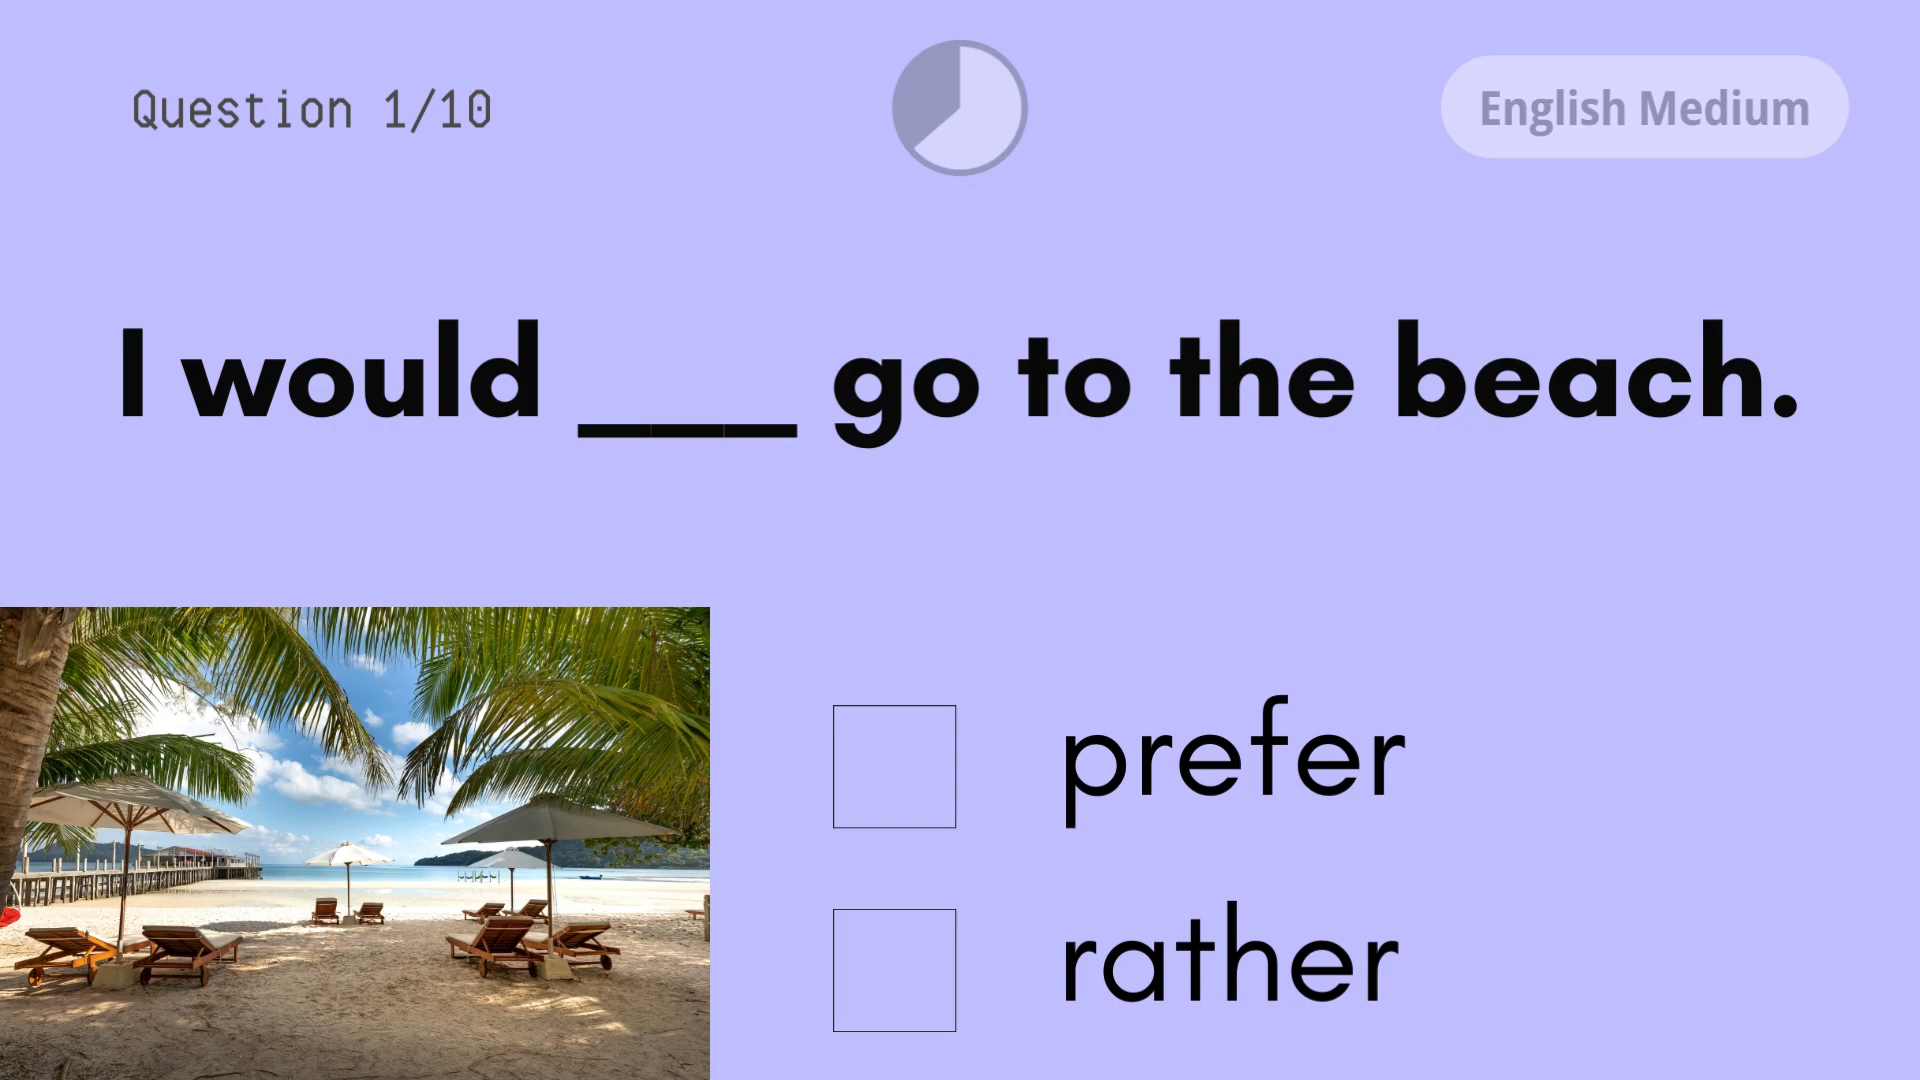 Question 1/10
English Medium
I would ___ go to the beach.
prefer
rather